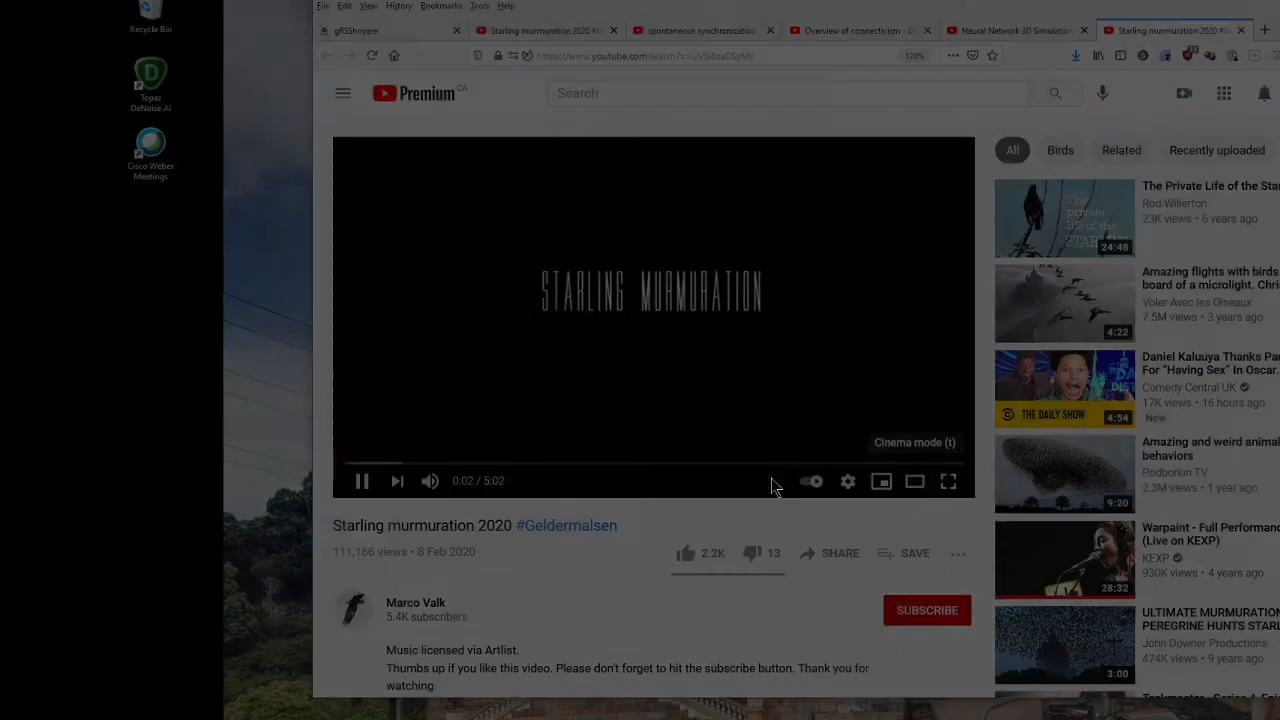 Recycle Bin
Topaz
DeNoise AI
Cisco Webex
Meetings
File Edit View History Bookmarks Tools Help
gRSShopper
Starling murmuration 2020 #G
spontaneous synchronization
Overview of connectivism - D
Neural Network 3D Simulation
Starling murmuration 2020 #G
120%
Premium CA
Search
STARLING MURMURATION
Cinema mode (t)
0:02 / 5:02
Starling murmuration 2020 #Geldermalsen
111,166 views • 8 Feb 2020
2.2K
13
SHARE
SAVE
Marco Valk
5.4K subscribers
SUBSCRIBE
Music licensed via Artlist.
Thumbs up if you like this video. Please don't forget to hit the subscribe button. Thank you for
watching.
All
Birds
Related
Recently uploaded
The private life of the STAR
24:48
The Private Life of the Sta
Rod Willerton
23K views • 6 years ago
4:22
Amazing flights with birds
board of a microlight. Chri
Voler Avec les Oiseaux
7.5M views • 3 years ago
THE DAILY SHOW
4:54
Daniel Kaluuya Thanks Pa
For "Having Sex" In Oscar
Comedy Central UK
17K views • 16 hours ago
New
9:20
Amazing and weird animal
behaviors
Podborkin TV
2.3M views • 1 year ago
28:32
Warpaint - Full Performanc
(Live on KEXP)
KEXP
930K views • 4 years ago
3:00
ULTIMATE MURMURATION
PEREGRINE HUNTS STARL
John Downer Productions
474K views • 9 years ago